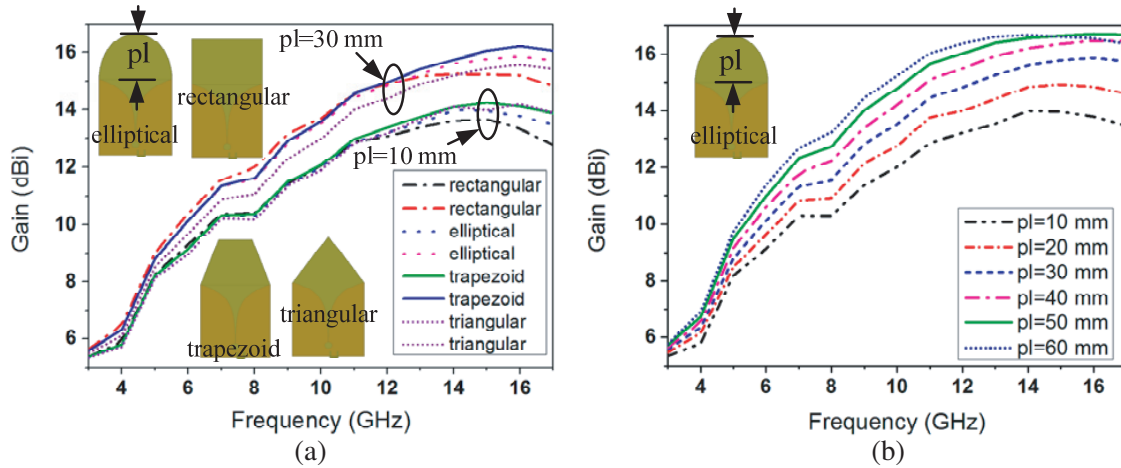 Gain (dBi)
16
14
12
10
8
6
4
6
8
10
12
14
16
Frequency (GHz)
pl
elliptical
rectangular
trapezoid
triangular
pl=30 mm
pl=10 mm
rectangular
rectangular
elliptical
elliptical
trapezoid
trapezoid
triangular
triangular
(a)
Gain (dBi)
16
14
12
10
8
6
4
6
8
10
12
14
16
Frequency (GHz)
pl
elliptical
pl=10 mm
pl=20 mm
pl=30 mm
pl=40 mm
pl=50 mm
pl=60 mm
(b)